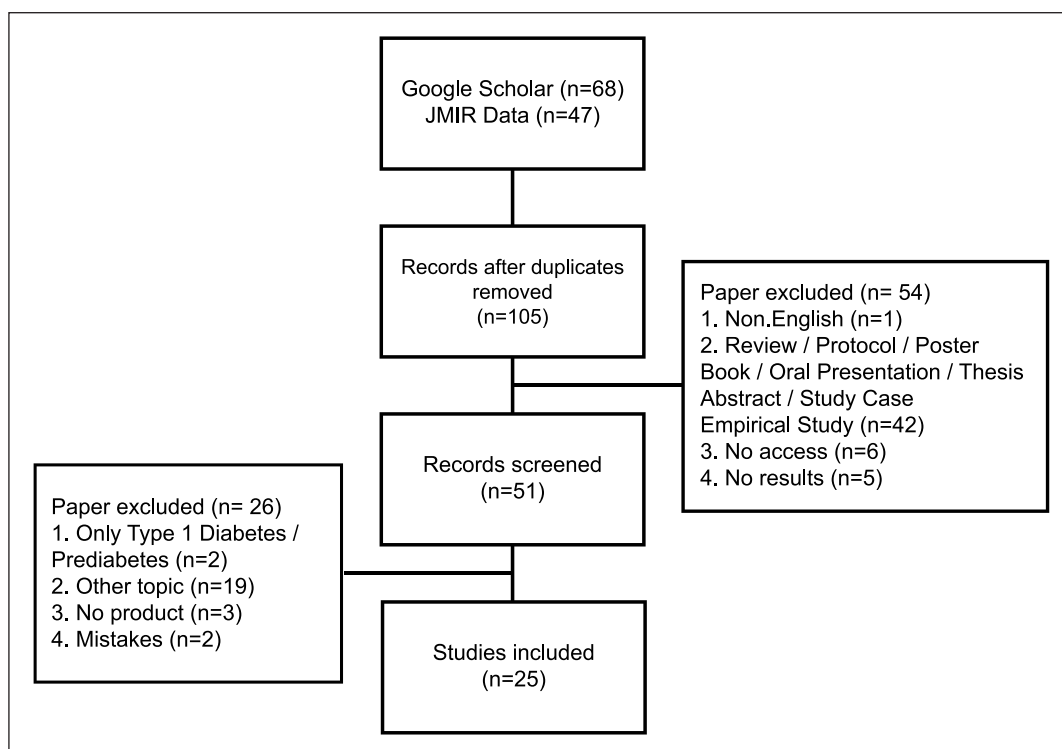 Google Scholar (n=68)
JMIR Data (n=47)
Records after duplicates
removed
(n=105)
Paper excluded (n= 54)
1. Non.English (n=1)
2. Review / Protocol / Poster
Book / Oral Presentation / Thesis
Abstract / Study Case
Empirical Study (n=42)
3. No access (n=6)
4. No results (n=5)
Records screened
(n=51)
Paper excluded (n= 26)
1. Only Type 1 Diabetes /
Prediabetes (n=2)
2. Other topic (n=19)
3. No product (n=3)
4. Mistakes (n=2)
Studies included
(n=25)